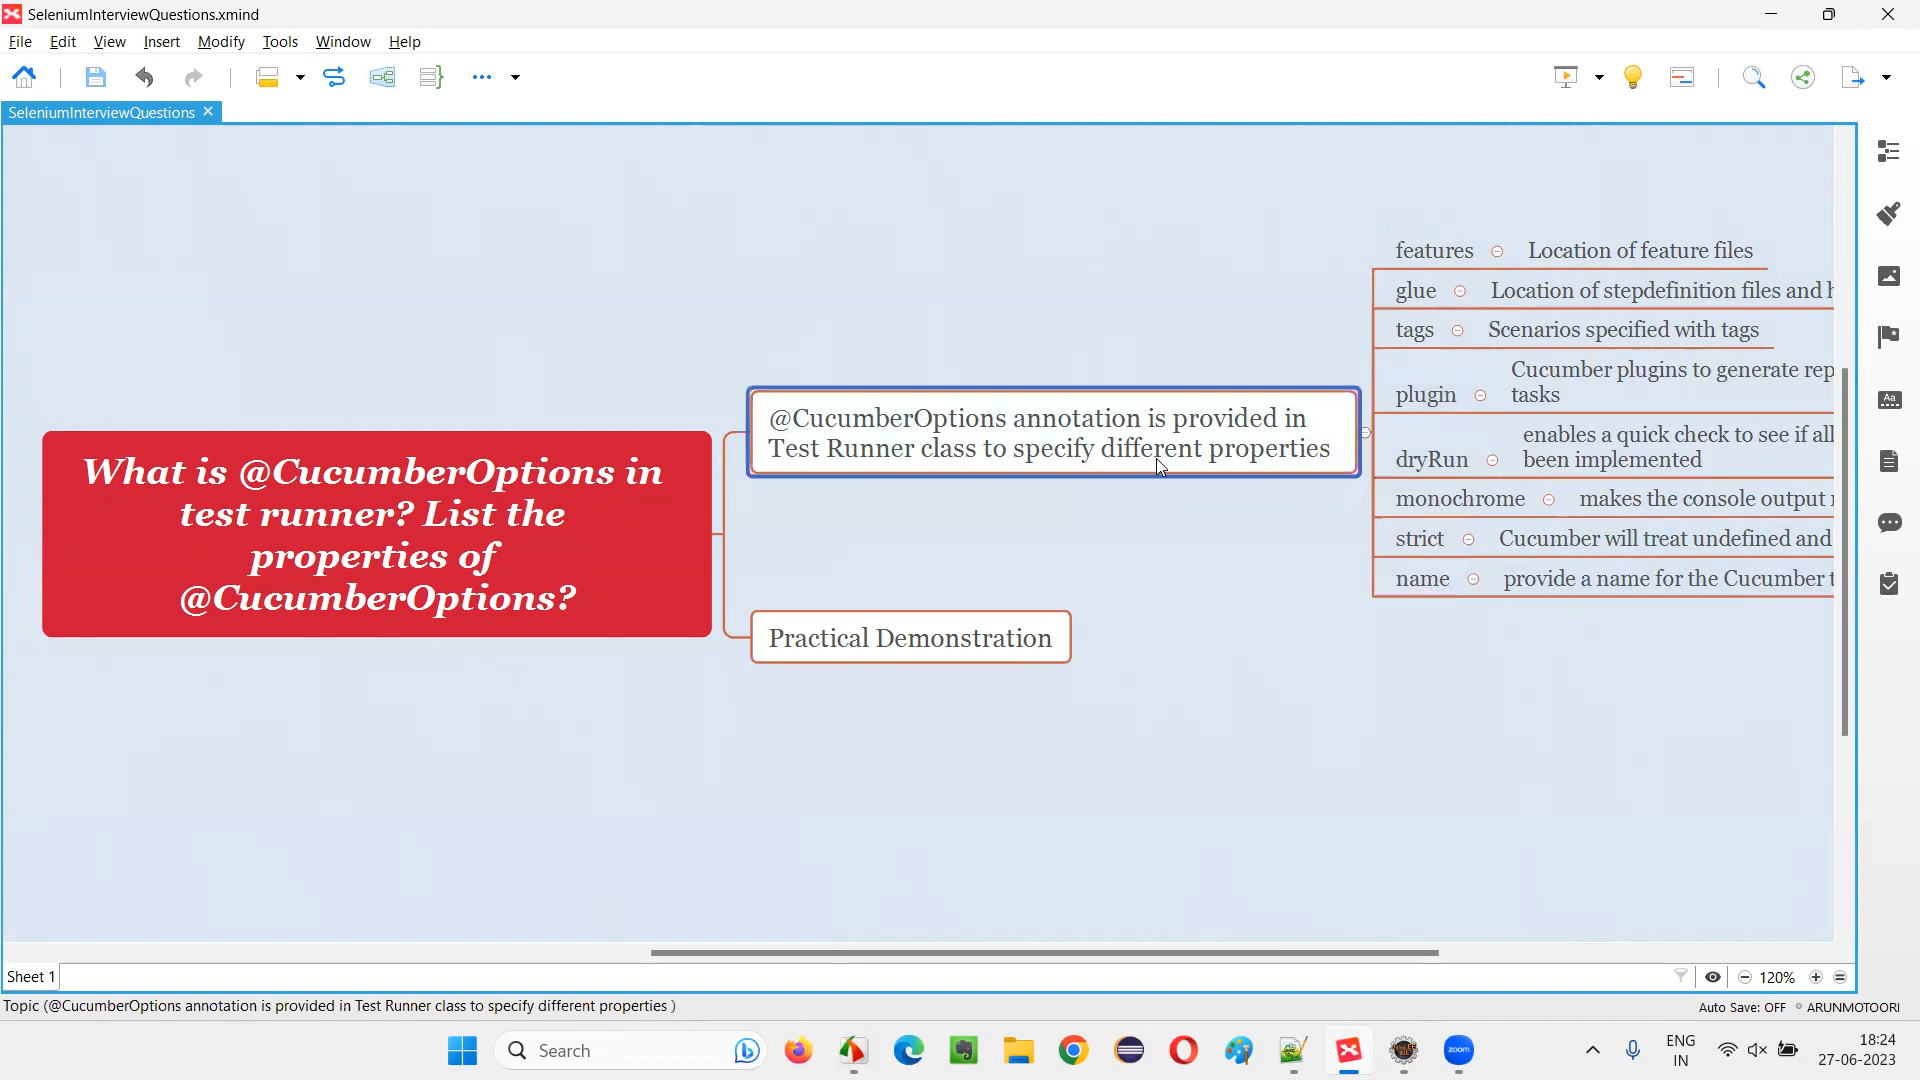 SeleniumInterviewQuestions.xmind
File Edit View Insert Modify Tools Window Help
SeleniumInterviewQuestions
features Location of feature files
glue Location of stepdefinition files and
tags Scenarios specified with tags
Cucumber plugins to generate rep
plugin tasks
@CucumberOptions annotation is provided in
Test Runner class to specify different properties
enables a quick check to see if all
dryRun been implemented
What is @CucumberOptions in
test runner? List the
properties of
@CucumberOptions?
monochrome makes the console output
strict Cucumber will treat undefined and
name provide a name for the Cucumber t
Practical Demonstration
Sheet 1
120%
Topic (@CucumberOptions annotation is provided in Test Runner class to specify different properties )
Auto Save: OFF ARUNMOTOORI
Search
zoom
ENG
IN
18:24
27-06-2023